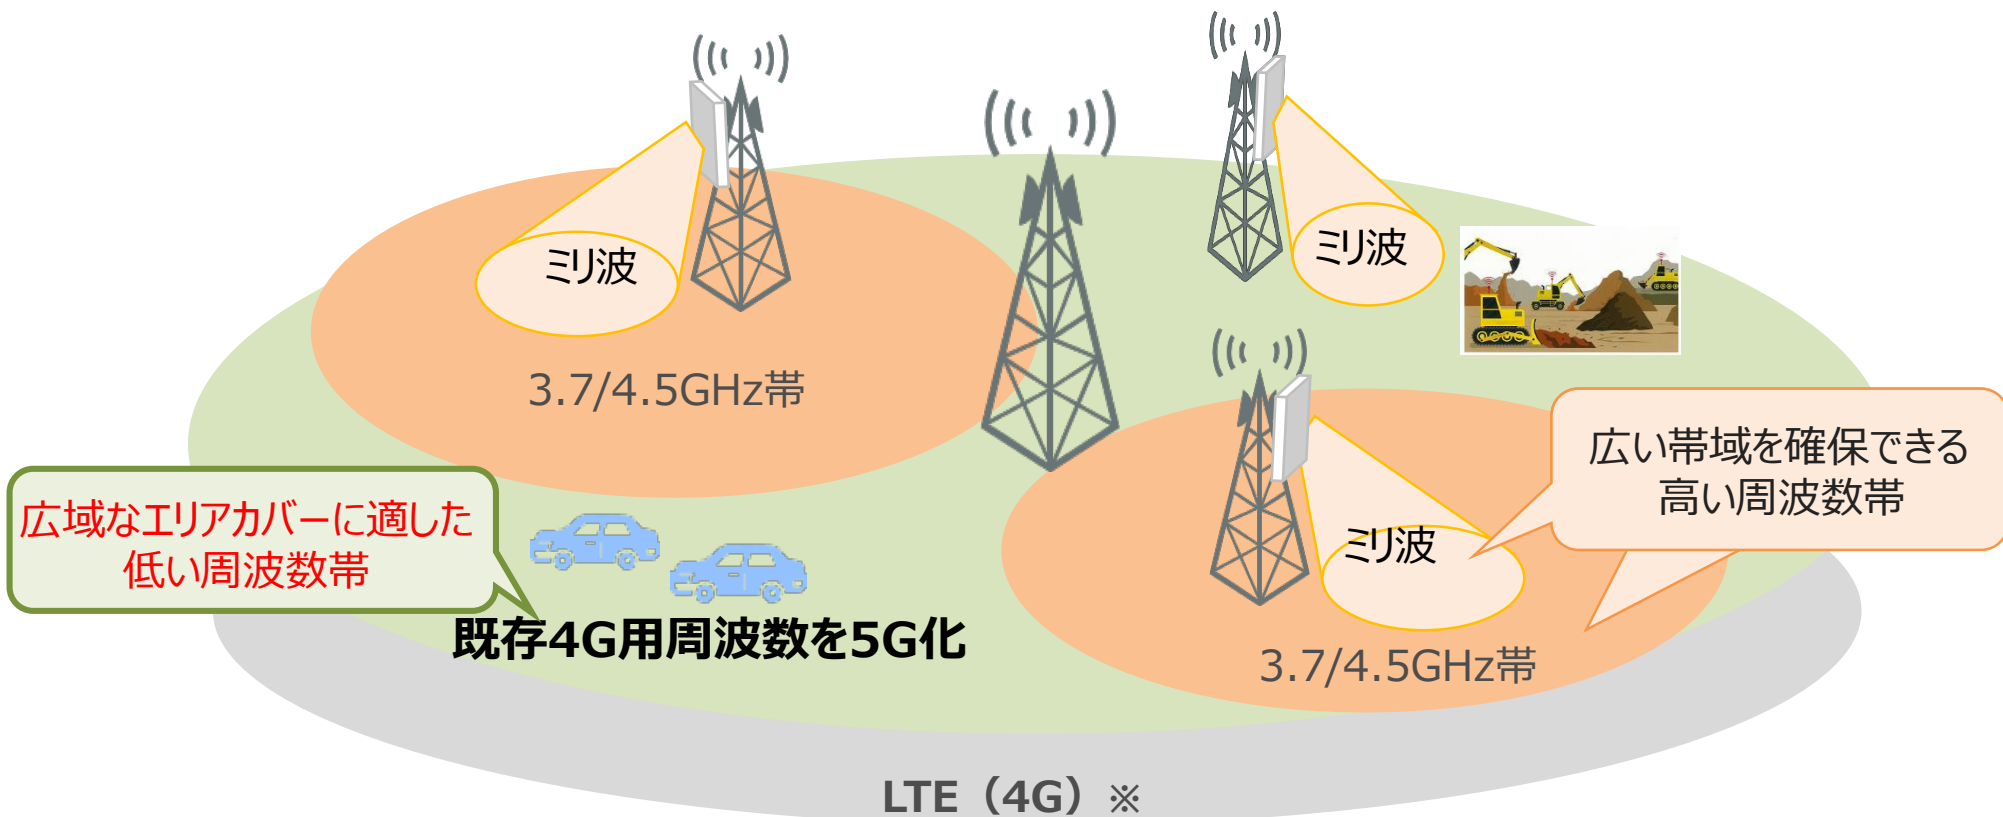 ミリ波
ミリ波
3.7/4.5GHz帯
広い帯域を確保できる
高い周波数帯
広域なエリアカバーに適した
低い周波数帯
ミリ波
既存4G用周波数を5G化
3.7/4.5GHz帯
LTE（4G）※